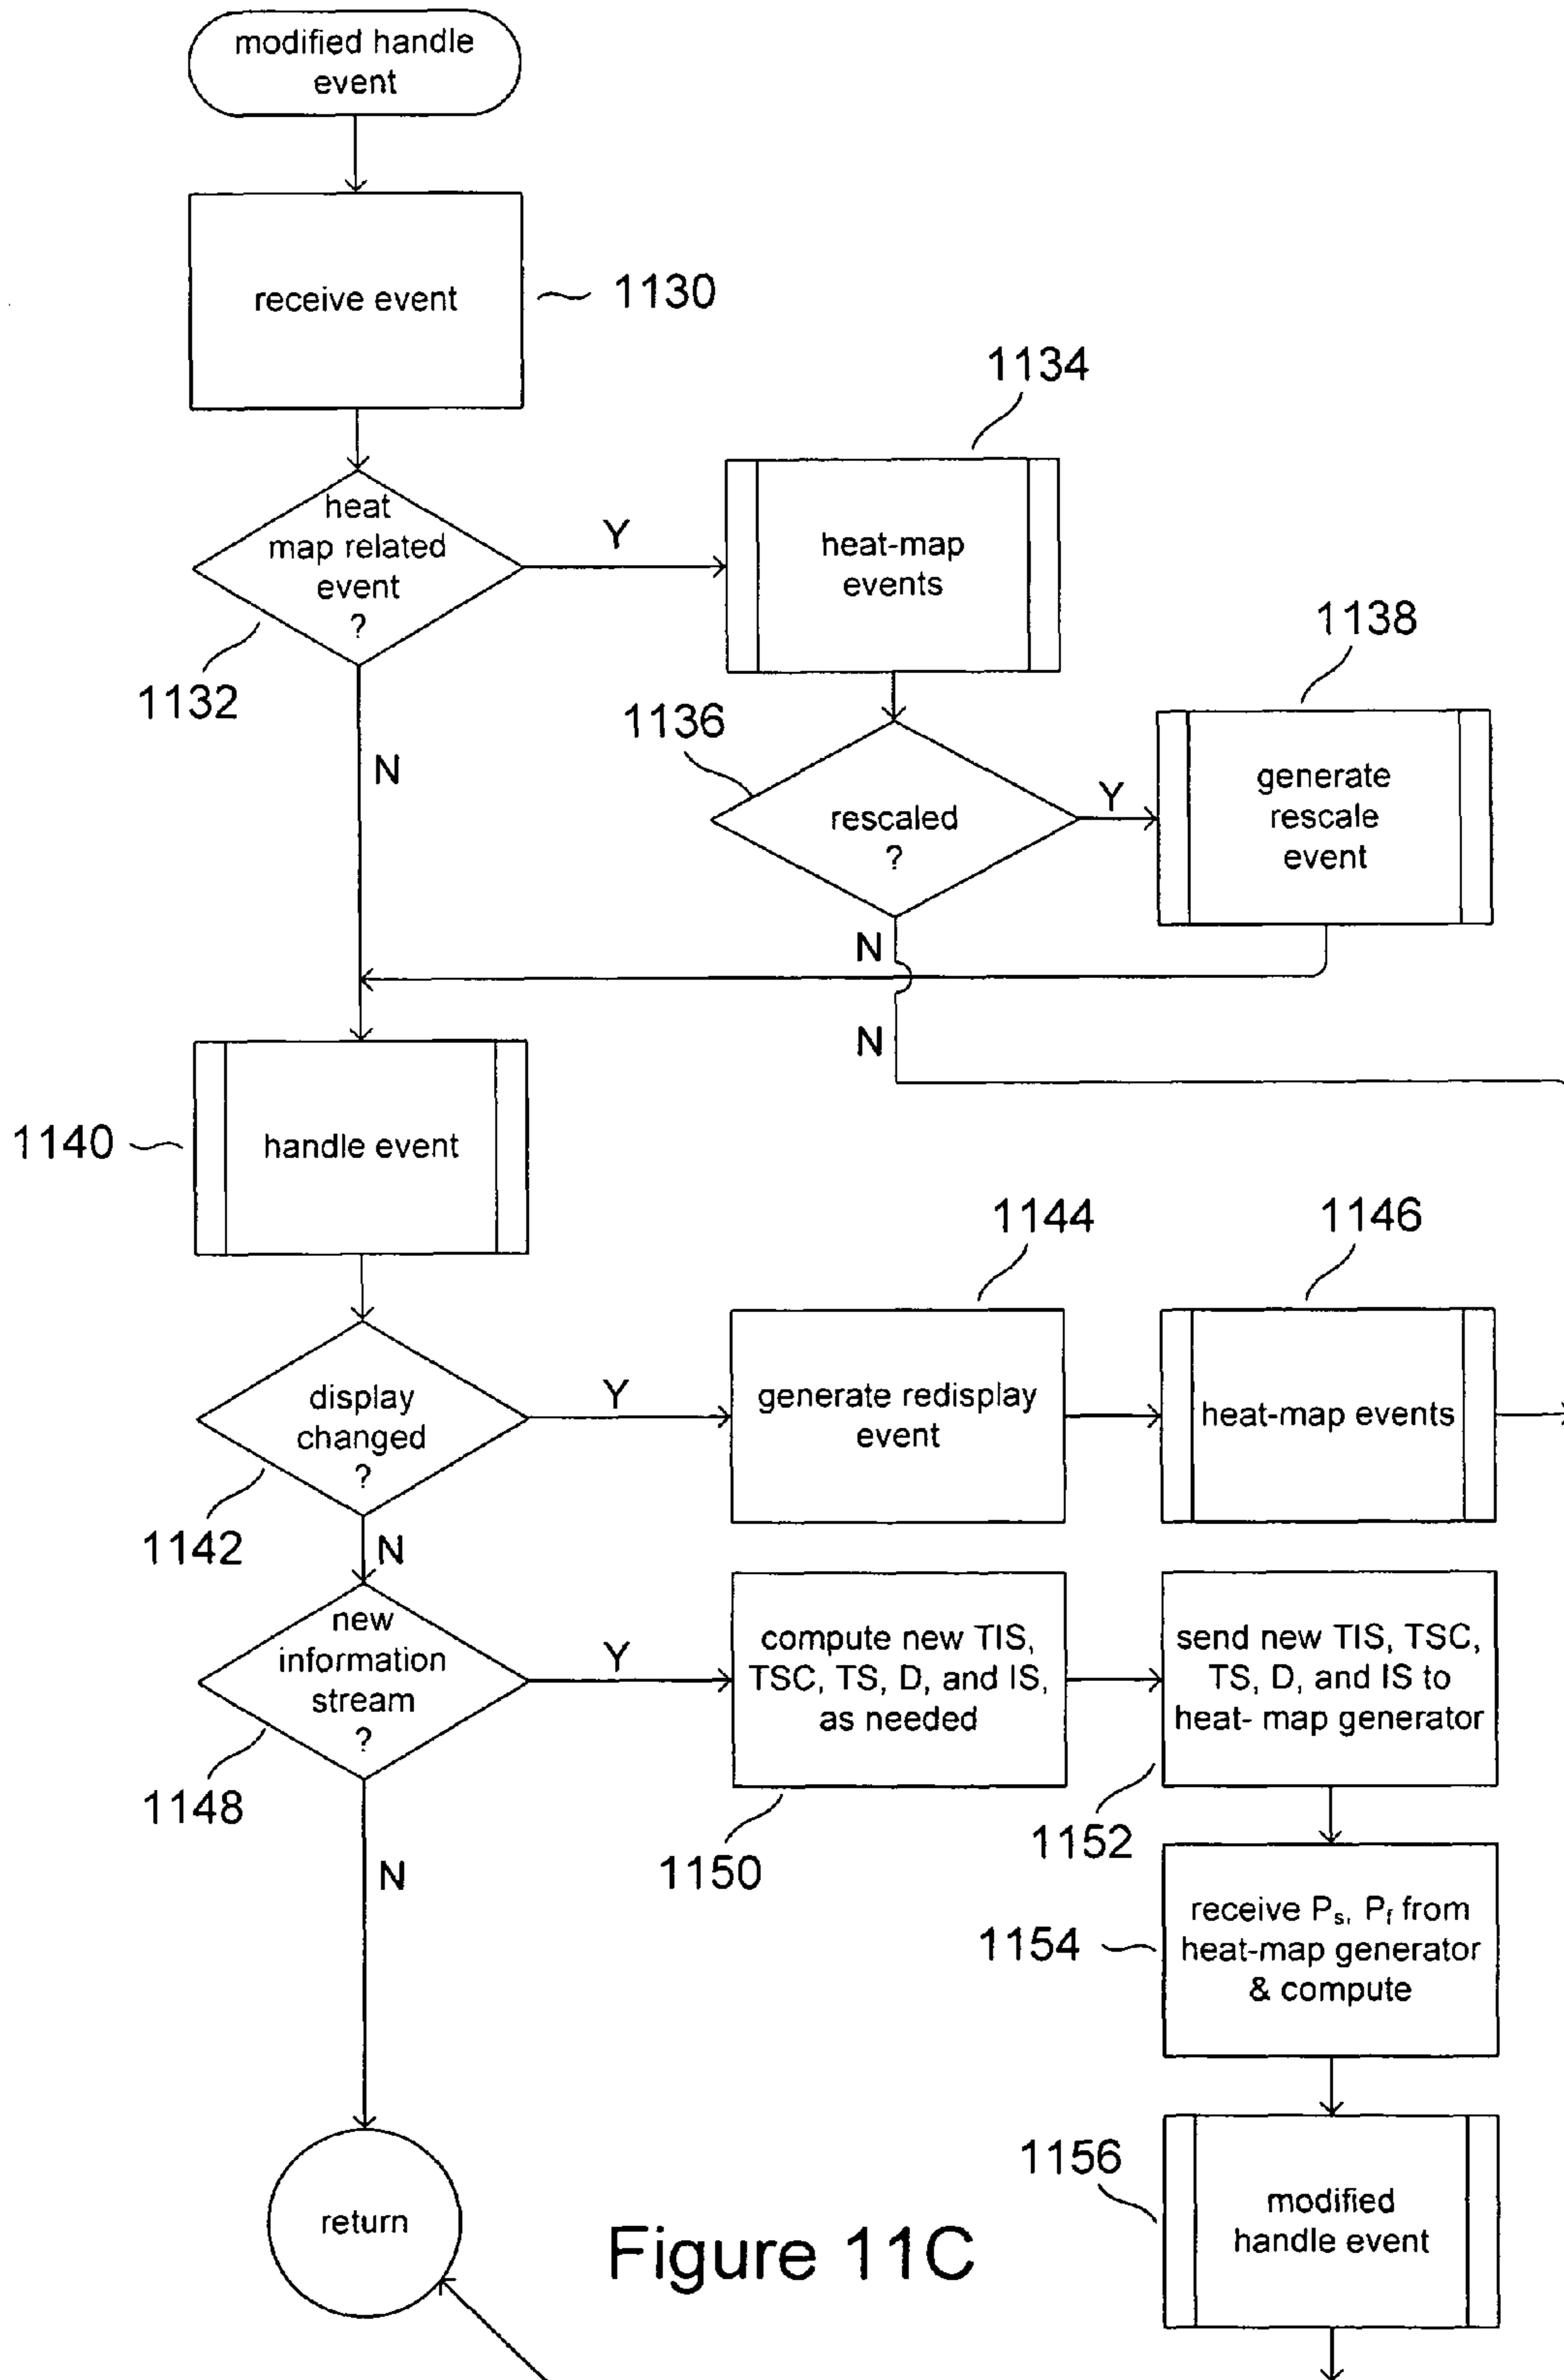 modified handle
event
receive event
1130
1134
heat
map related
event
?
Y
heat-map
events
1132
1138
1136
N
rescaled
?
Y
generate
rescale
event
N
N
1140
handle event
1144
1146
display
changed
?
Y
generate redisplay
event
heat-map events
1142
N
new
information
stream
?
Y
compute new TIS,
TSC, TS, D, and IS,
as needed
send new TIS, TSC,
TS, D, and IS to
heat- map generator
1148
1150
1152
N
receive Ps, Pf from
heat-map generator
& compute
1154
1156
modified
handle event
return
Figure 11C